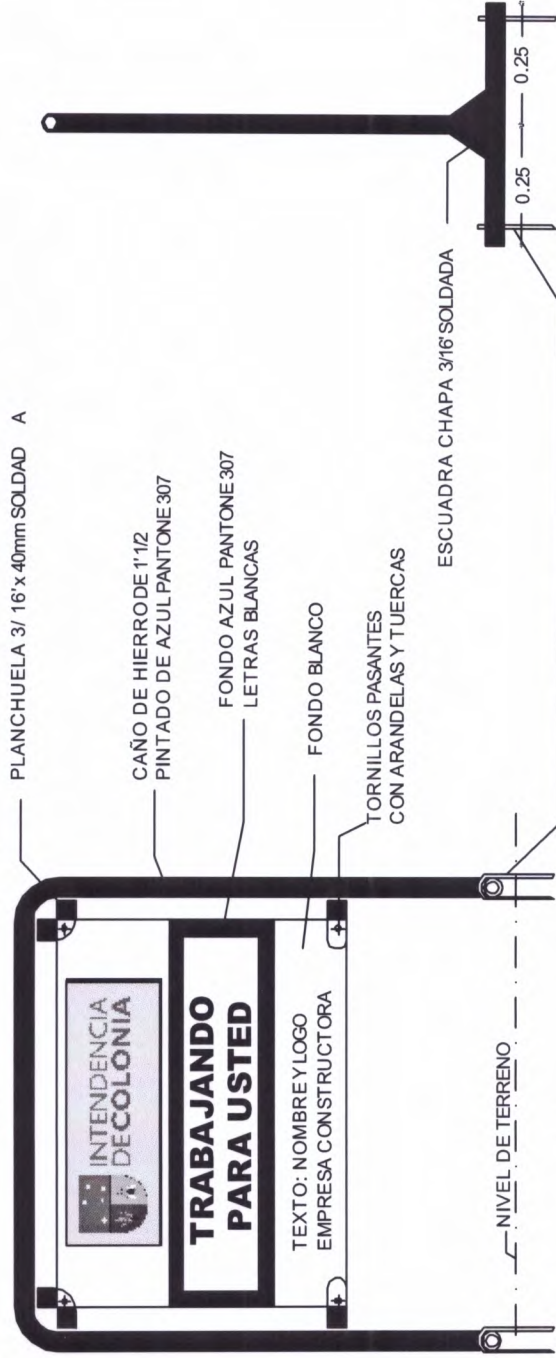 PLANCHUELA 3/ 16'x 40mm SOLDAD A
CAÑO DE HIERRO DE 1'1/2
PINTADO DE AZUL PANTONE 307
FONDO AZUL PANTONE 307
LETRAS BLANCAS
FONDO BLANCO
TORNILLOS PASANTES
CON ARANDELAS Y TUERCAS
INTENDENCIA
DECOLONIA
TRABAJANDO
PARA USTED
TEXTO: NOMBRE Y LOGO
EMPRESA CONSTRUCTORA
NIVEL DE TERRENO
ESCUADRA CHAPA 3/16'SOLDADA
0.25
0.25